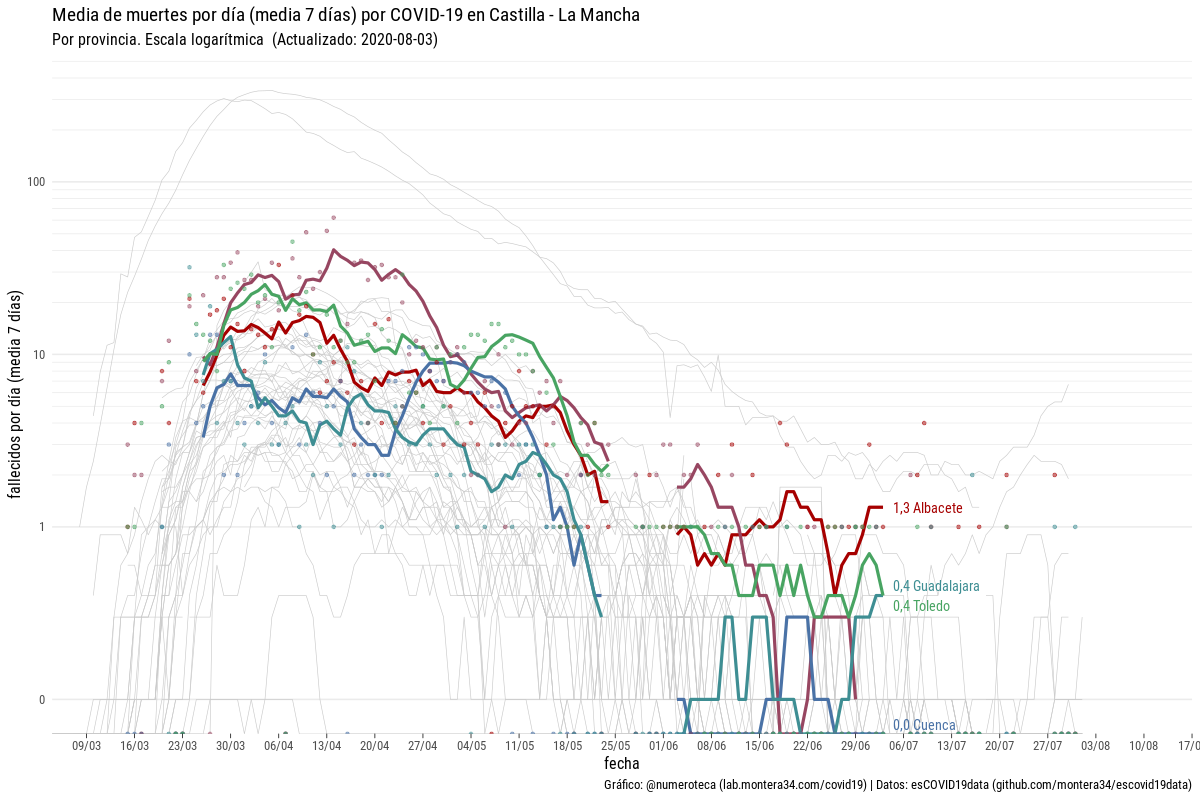 Media de muertes por día (media 7 días) por COVID-19 en Castilla - La Mancha
Por provincia. Escala logarítmica (Actualizado: 2020-08-03)
fallecidos por día (media 7 días)
100
10
1
0
1,3 Albacete
0,4 Guadalajara
0,4 Toledo
0,0 Cuenca
09/03 16/03 23/03 30/03 06/04 13/04 20/04 27/04 04/05 11/05 18/05 25/05 01/06 08/06 15/06 22/06 29/06 06/07 13/07 20/07 27/07 03/08 10/08 17/0
fecha
Gráfico: @numeroteca (lab.montera34.com/covid19) | Datos: esCOVID19data (github.com/montera34/escovid19data)